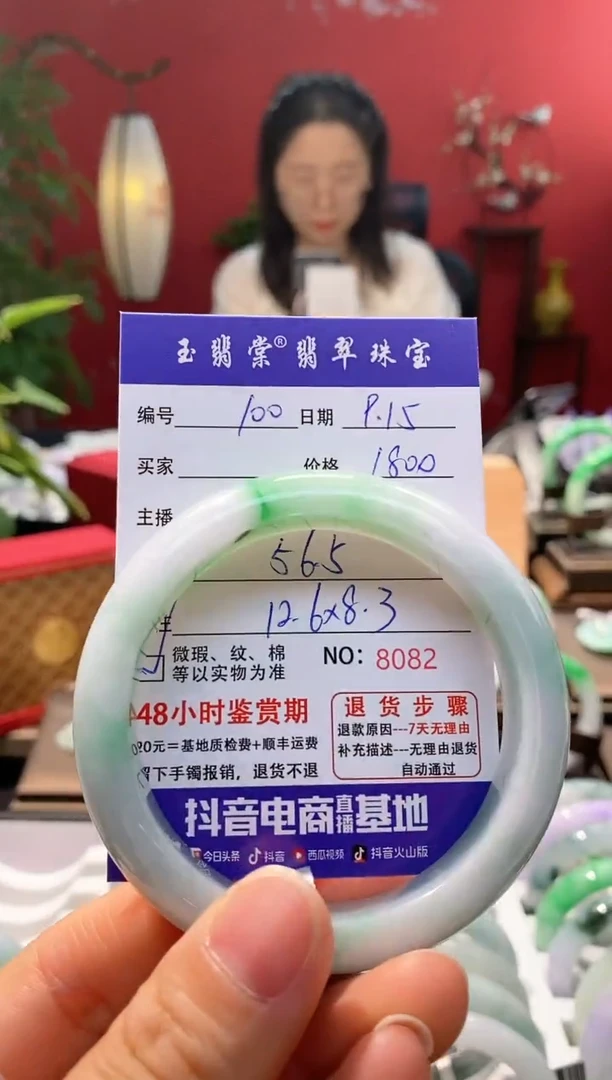 玉翡棠®翡翠珠宝
编号 100 日期 9.15
买家 价格 1800
主播
56.5
12.6×8.3
微瑕、纹、棉
等以实物为准
NO：8082
48小时鉴赏期
20元=基地质检费+顺丰运费
留下手镯报销，退货不退
退货步骤
退款原因---7天无理由
补充描述---无理由退货
自动通过
抖音电商直播基地
今日头条 抖音 西瓜视频 抖音火山版